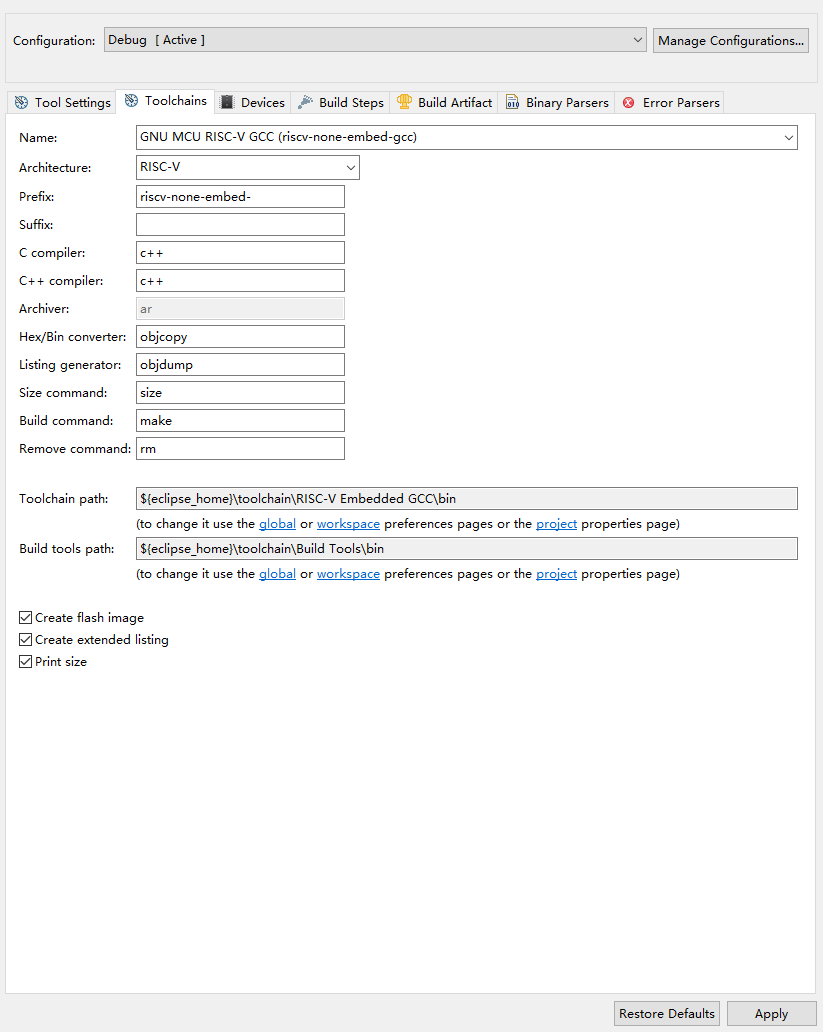 Configuration: Debug [ Active ] Manage Configurations...
Tool Settings Toolchains Devices Build Steps Build Artifact Binary Parsers Error Parsers
Name: GNU MCU RISC-V GCC (riscv-none-embed-gcc)
Architecture: RISC-V
Prefix: riscv-none-embed-
Suffix:
C compiler: c++
C++ compiler: c++
Archiver: ar
Hex/Bin converter: objcopy
Listing generator: objdump
Size command: size
Build command: make
Remove command: rm
Toolchain path: ${eclipse_home}\toolchain\RISC-V Embedded GCC\bin
(to change it use the global or workspace preferences pages or the project properties page)
Build tools path: ${eclipse_home}\toolchain\Build Tools\bin
(to change it use the global or workspace preferences pages or the project properties page)
Create flash image
Create extended listing
Print size
Restore Defaults Apply